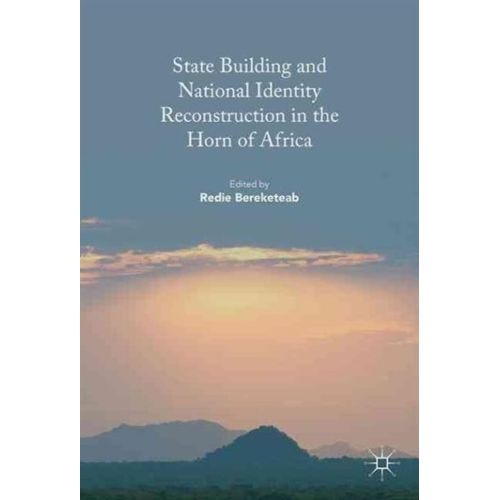 State Building and
National Identity
Reconstruction in the
Horn of Africa
Edited by
Redie Bereketeab